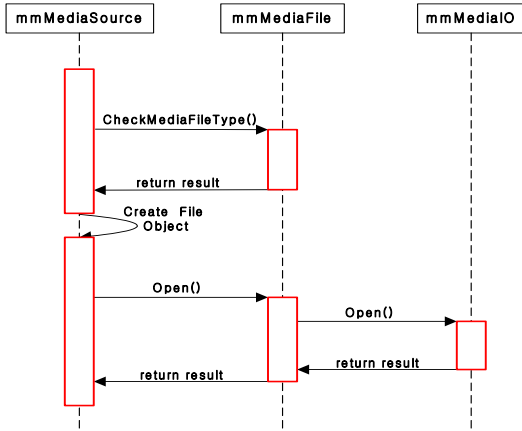 mmMediaSource
mmMediaFile
mmMediaIO
CheckMediaFileType()
return result
Create File
Object
Open()
Open()
return result
return result